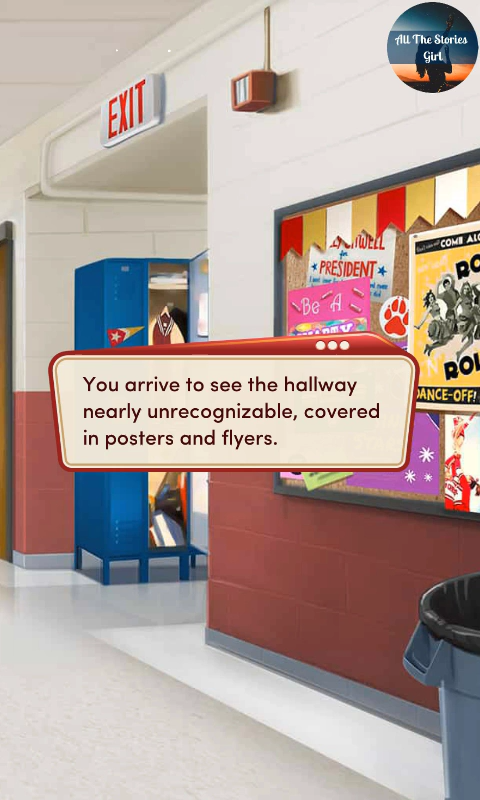 All The Stories
Girl
EXIT
for
PRESIDENT
Be A
COME
RO
ROL
DANCE-OFF!
You arrive to see the hallway
nearly unrecognizable, covered
in posters and flyers.